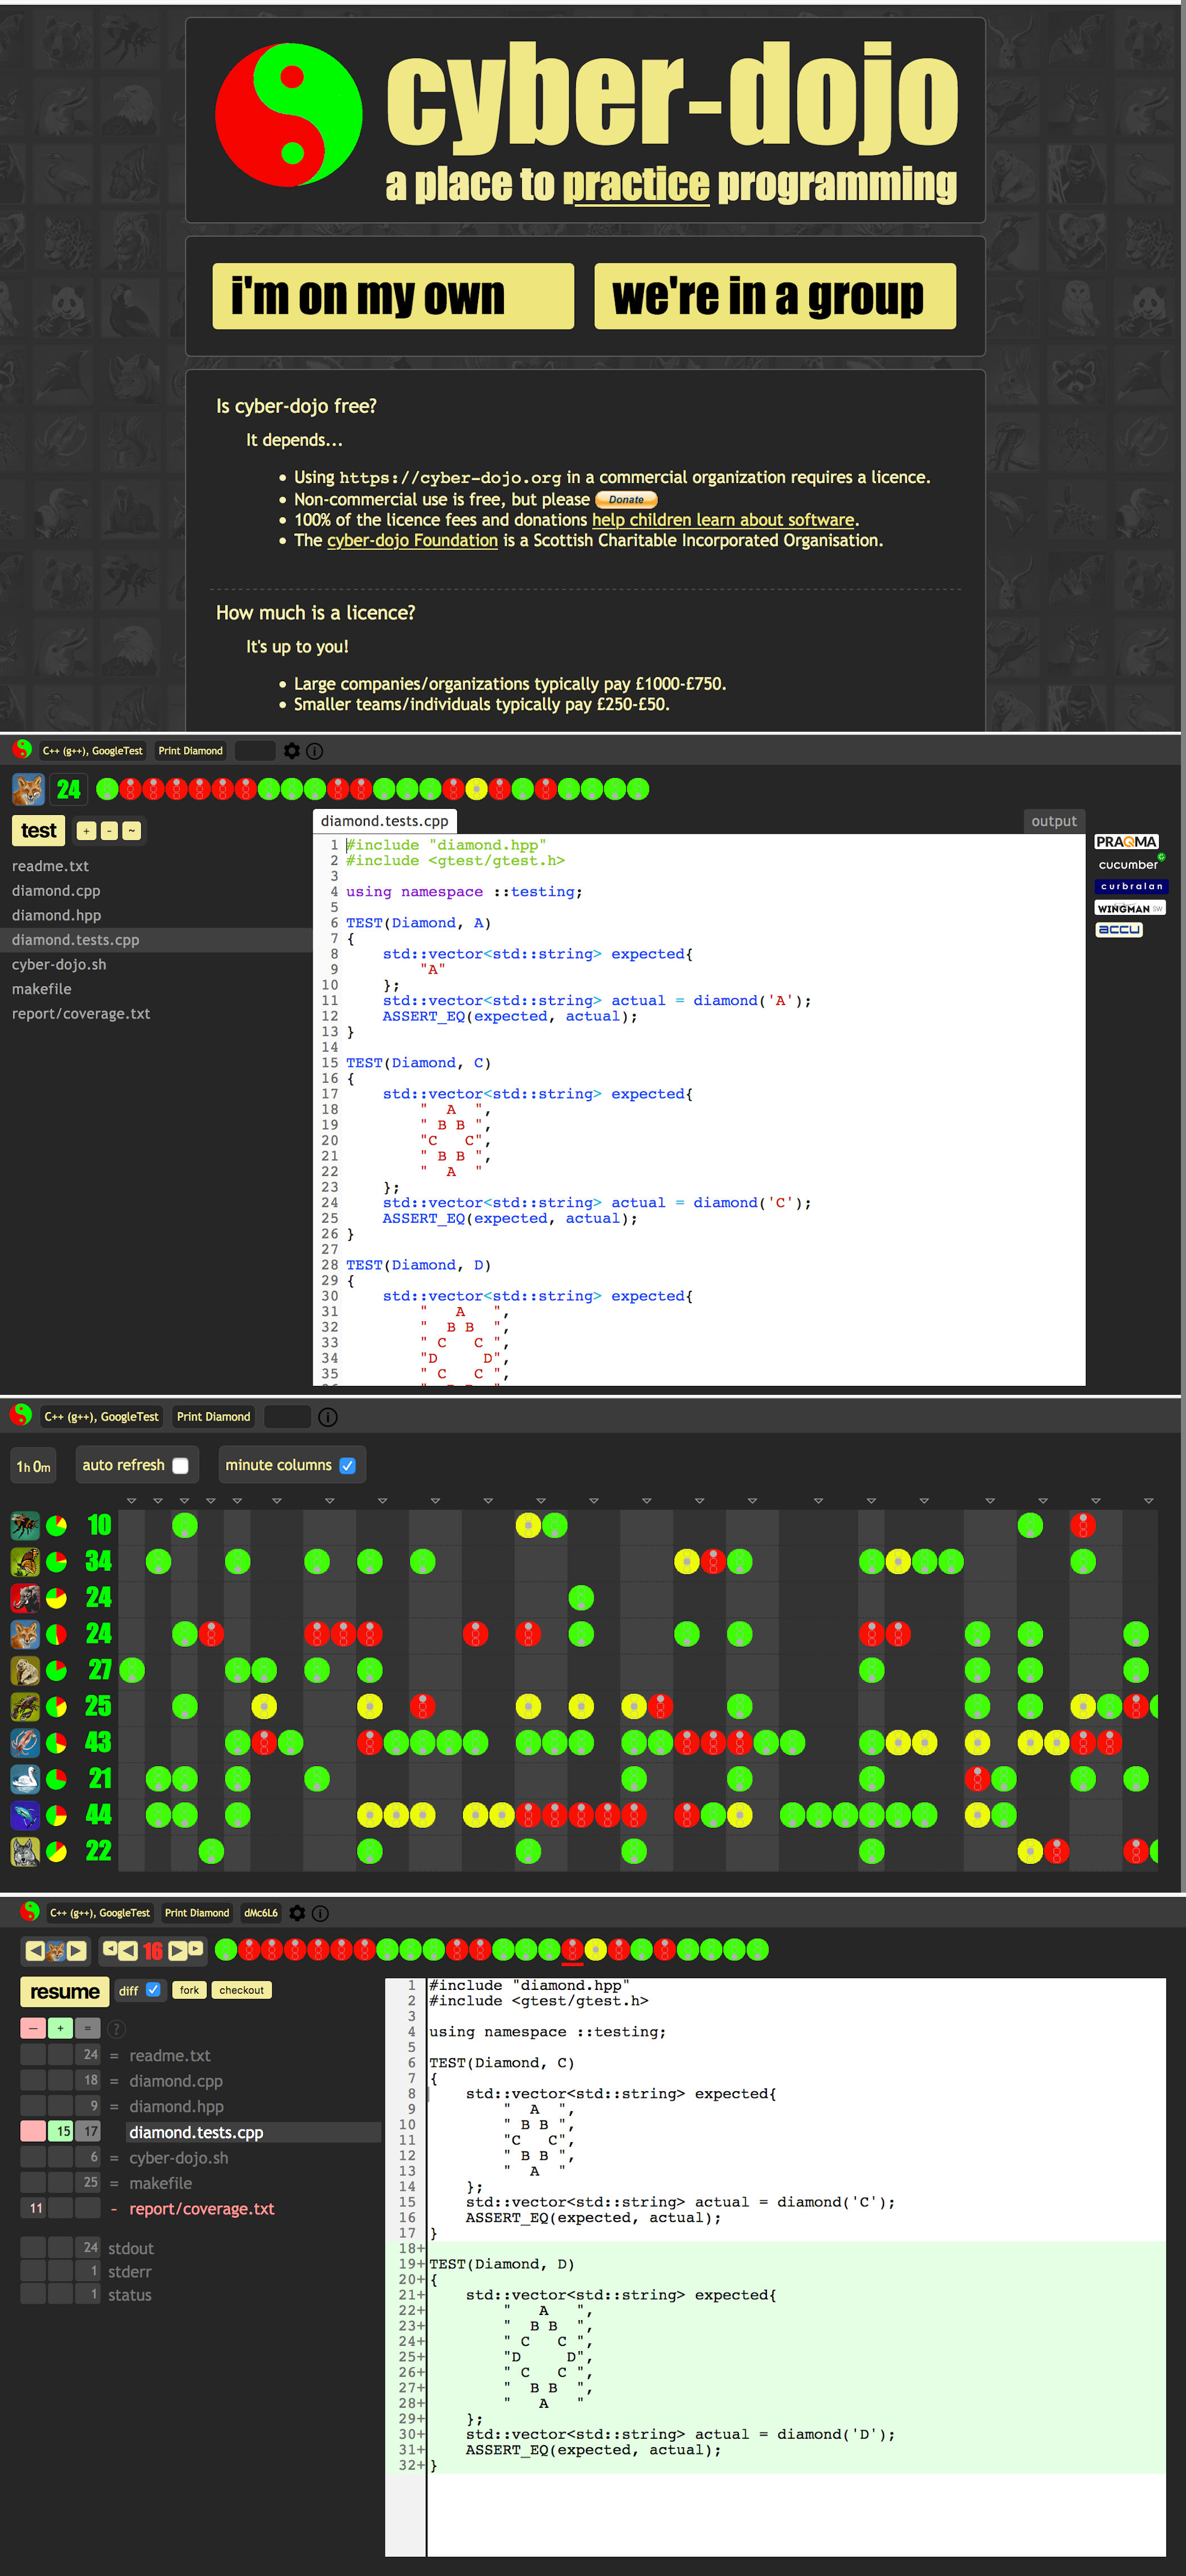 cyber-dojo
a place to practice programming
i'm on my own
we're in a group
Is cyber-dojo free?
It depends...
• Using https://cyber-dojo.org in a commercial organization requires a licence.
• Non-commercial use is free, but please Donate
• 100% of the licence fees and donations help children learn about software.
• The cyber-dojo Foundation is a Scottish Charitable Incorporated Organisation.
How much is a licence?
It's up to you!
• Large companies/organizations typically pay £1000-£750.
• Smaller teams/individuals typically pay £250-£50.
C++ (g++), GoogleTest Print Diamond
24
test + - ~
readme.txt
diamond.cpp
diamond.hpp
diamond.tests.cpp
cyber-dojo.sh
makefile
report/coverage.txt
diamond.tests.cpp
output
1 #include "diamond.hpp"
2 #include <gtest/gtest.h>
3
4 using namespace ::testing;
5
6 TEST(Diamond, A)
7 {
8     std::vector<std::string> expected{
9         "A"
10     };
11     std::vector<std::string> actual = diamond('A');
12     ASSERT_EQ(expected, actual);
13 }
14
15 TEST(Diamond, C)
16 {
17     std::vector<std::string> expected{
18         "  A  ",
19         " B B ",
20         "C   C",
21         " B B ",
22         "  A  "
23     };
24     std::vector<std::string> actual = diamond('C');
25     ASSERT_EQ(expected, actual);
26 }
27
28 TEST(Diamond, D)
29 {
30     std::vector<std::string> expected{
31         "   A   ",
32         "  B B  ",
33         " C   C ",
34         "D     D",
35         " C   C ",
PRAQMA
cucumber
curbralan
WINGMAN SW
accu
C++ (g++), GoogleTest Print Diamond
1h 0m auto refresh minute columns
10
34
24
24
27
25
43
21
44
22
C++ (g++), GoogleTest Print Diamond dMc6L6
16
resume diff fork checkout
– + = ?
24 = readme.txt
18 = diamond.cpp
9 = diamond.hpp
15 17 diamond.tests.cpp
6 = cyber-dojo.sh
25 = makefile
11 - report/coverage.txt
24 stdout
1 stderr
1 status
1 #include "diamond.hpp"
2 #include <gtest/gtest.h>
3
4 using namespace ::testing;
5
6 TEST(Diamond, C)
7 {
8     std::vector<std::string> expected{
9         "  A  ",
10         " B B ",
11         "C   C",
12         " B B ",
13         "  A  "
14     };
15     std::vector<std::string> actual = diamond('C');
16     ASSERT_EQ(expected, actual);
17 }
18+
19+ TEST(Diamond, D)
20+ {
21+     std::vector<std::string> expected{
22+         "   A   ",
23+         "  B B  ",
24+         " C   C ",
25+         "D     D",
26+         " C   C ",
27+         "  B B  ",
28+         "   A   "
29+     };
30+     std::vector<std::string> actual = diamond('D');
31+     ASSERT_EQ(expected, actual);
32+ }